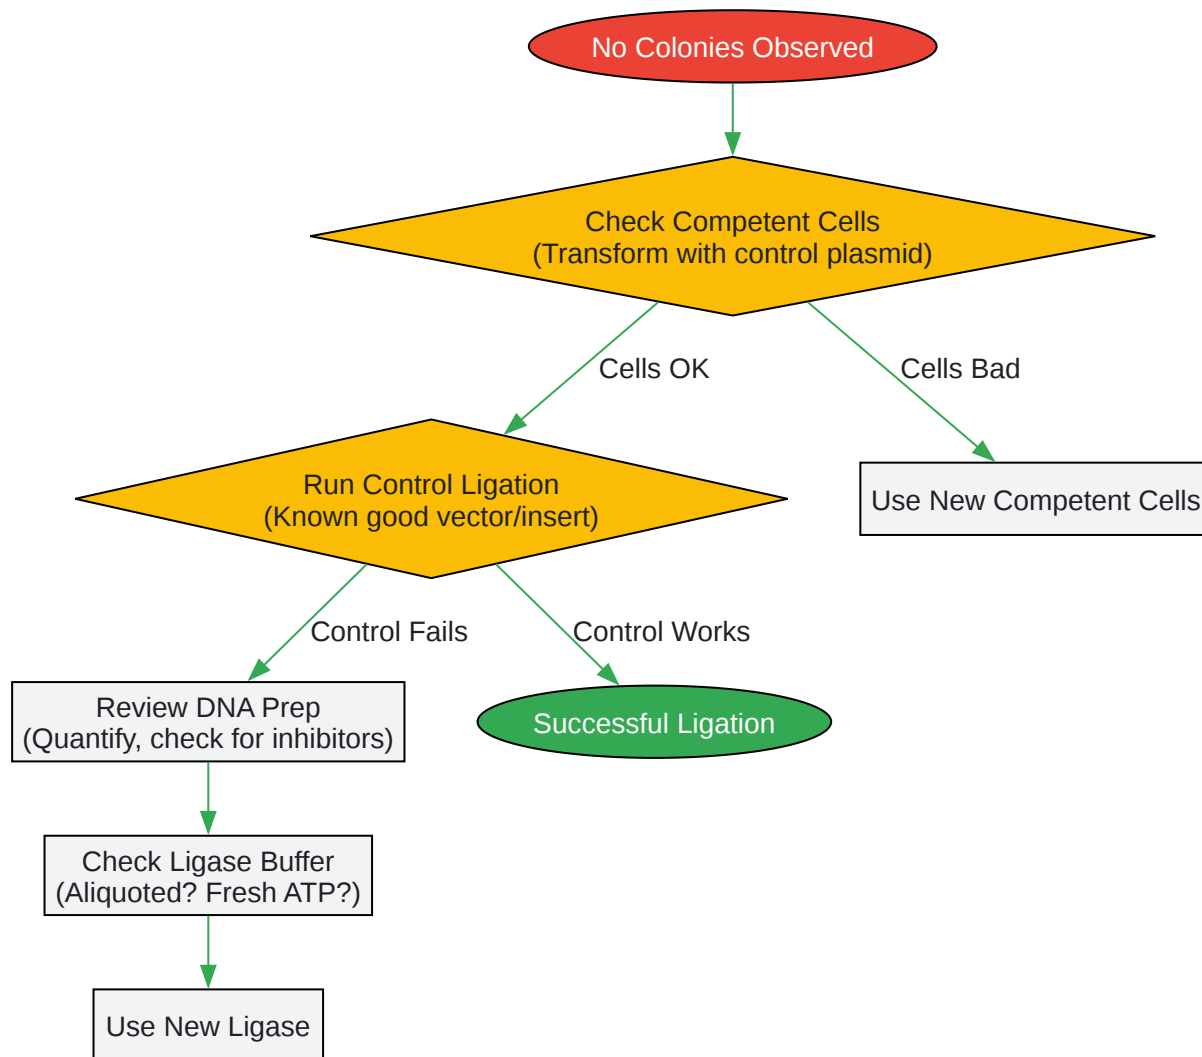 No Colonies Observed
Check Competent Cells
(Transform with control plasmid)
Cells OK
Cells Bad
Run Control Ligation
(Known good vector/insert)
Use New Competent Cells
Control Fails
Control Works
Review DNA Prep
(Quantify, check for inhibitors)
Successful Ligation
Check Ligase Buffer
(Aliquoted? Fresh ATP?)
Use New Ligase